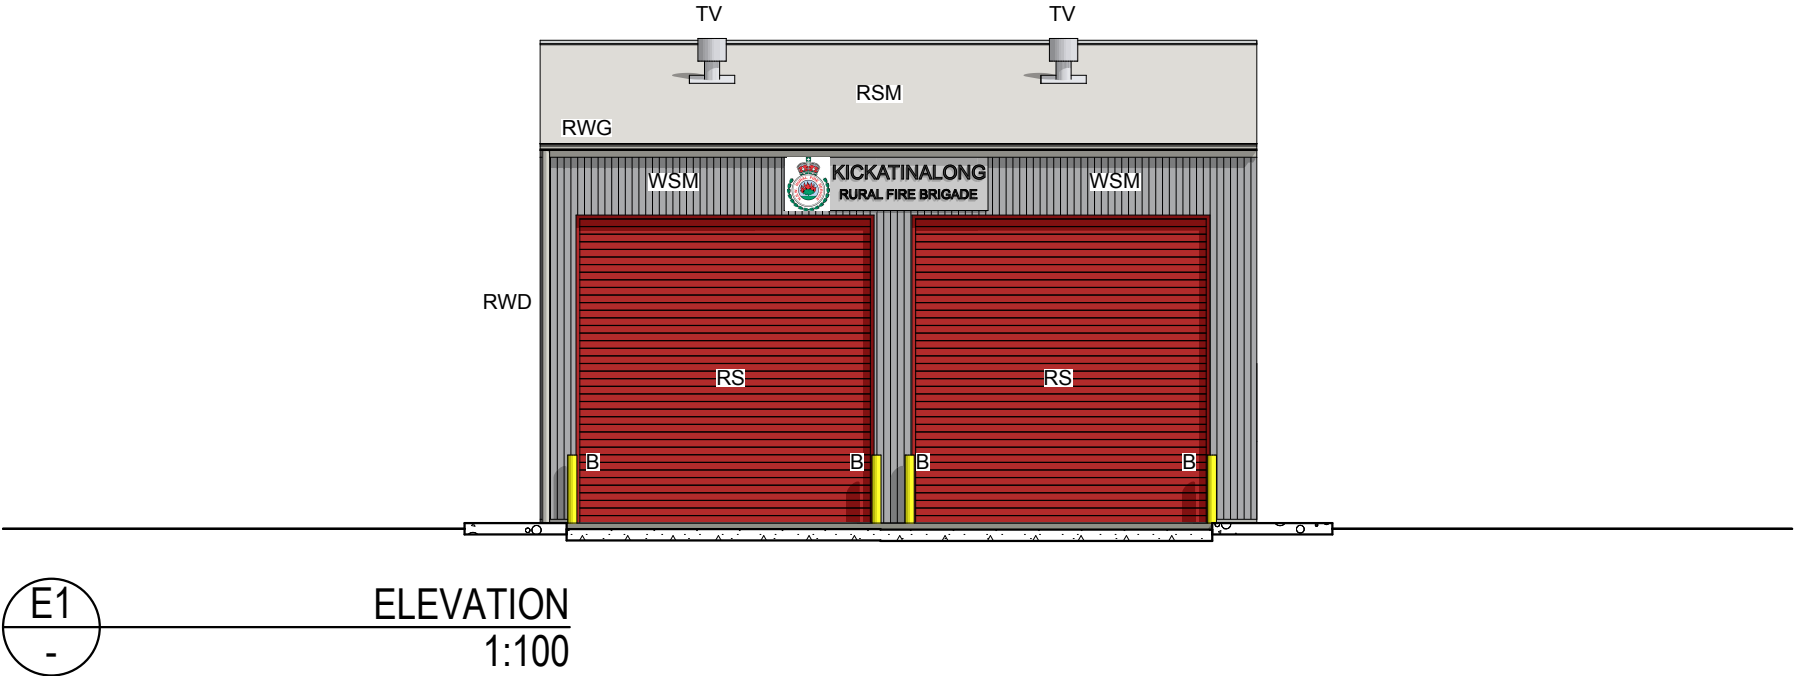 TV TV
RSM
RWG
WSM WSM
KICKATINALONG
RURAL FIRE BRIGADE
RWD
RS RS
B B B B
E1 ELEVATION
- 1:100